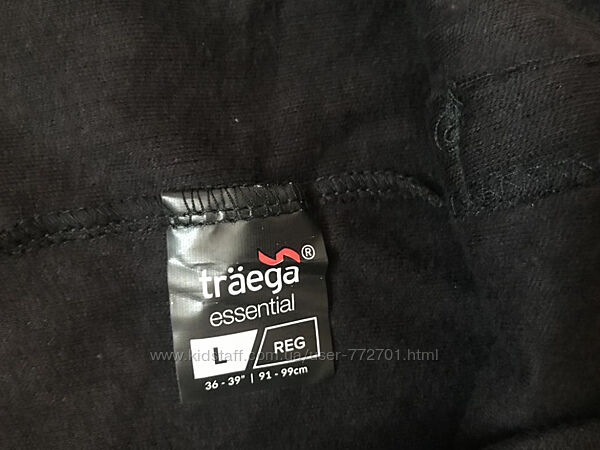 träega®
essential
L REG
36 - 39" | 91 - 99cm
www.kidstaff.com.ua/user-772701.html